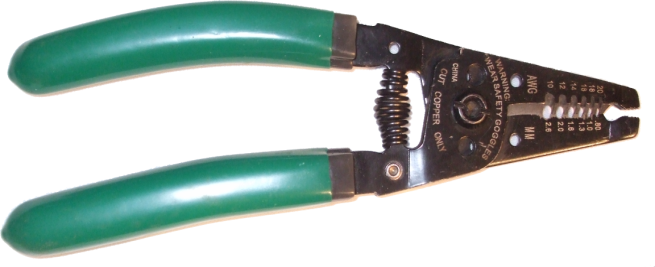 WARNING
WEAR SAFETY GOGGLES
CHINA
CUT COPPER ONLY
AWG
10 12 14 16 18 20
MM
2.6 2.0 1.6 1.3 1.0 .80